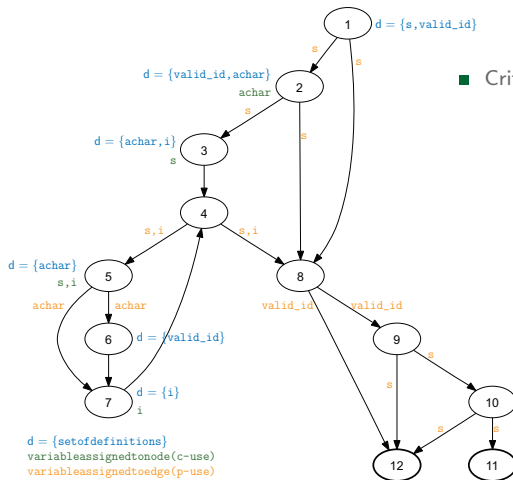 1
d = {s,valid_id}
s
s
d = {valid_id,achar}
achar
2
■ Crit
s
s
d = {achar,i}
s
3
4
s,i
s,i
d = {achar}
s,i
5
8
achar
achar
valid_id
valid_id
6
d = {valid_id}
9
s
s
7
d = {i}
i
10
s
s
d = {setofdefinitions}
variableassignedtonode(c-use)
variableassignedtoedge(p-use)
12
11